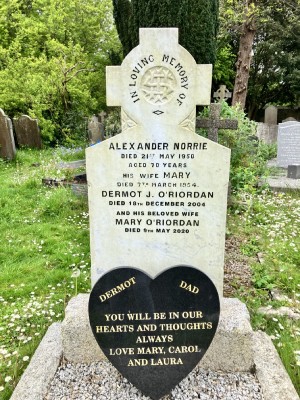 IN LOVING MEMORY OF
ALEXANDER NORRIE
DIED 21ST MAY 1950
AGED 70 YEARS
HIS WIFE MARY
DIED 7TH MARCH 1954
DERMOT J. O'RIORDAN
DIED 18TH DECEMBER 2004
AND HIS BELOVED WIFE
MARY O'RIORDAN
DIED 9TH MAY 2020
DERMOT DAD
YOU WILL BE IN OUR
HEARTS AND THOUGHTS
ALWAYS
LOVE MARY, CAROL
AND LAURA